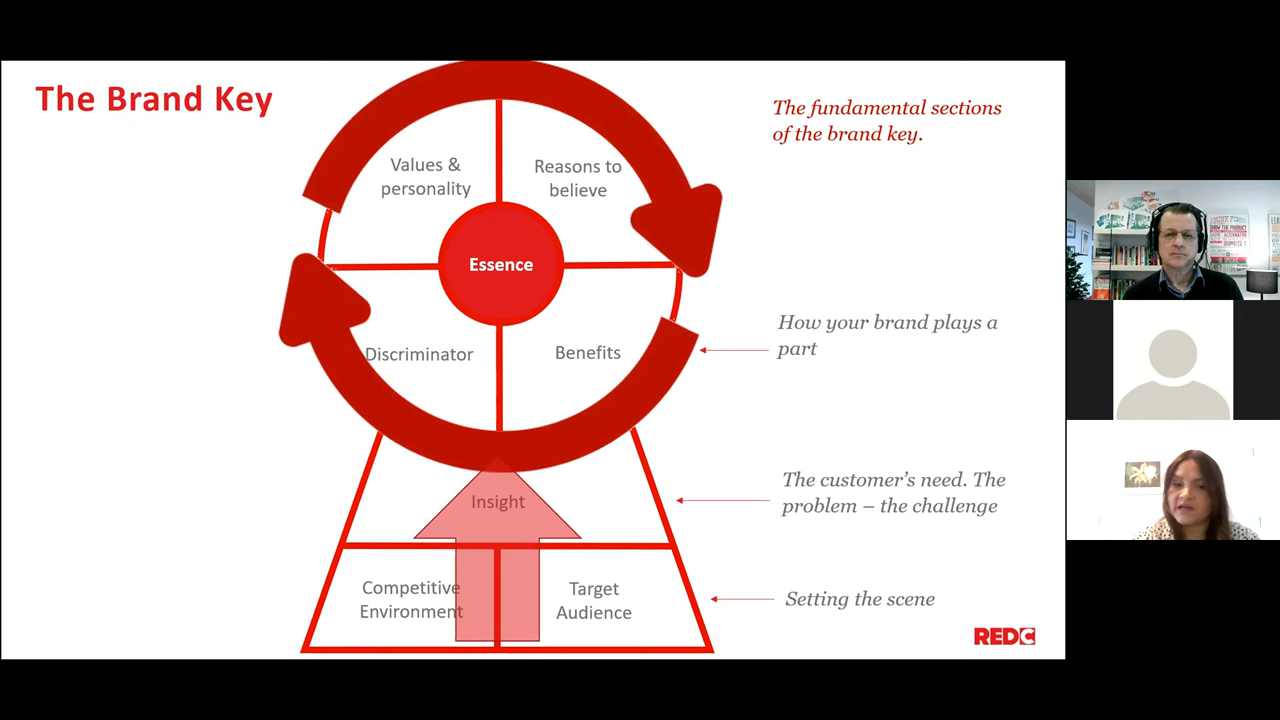 The Brand Key
The fundamental sections
of the brand key.
Values &
personality
Reasons to
believe
Essence
Discriminator
Benefits
How your brand plays a
part
Insight
The customer’s need. The
problem – the challenge
Competitive
Environment
Target
Audience
Setting the scene
REDC
THINK FIRST